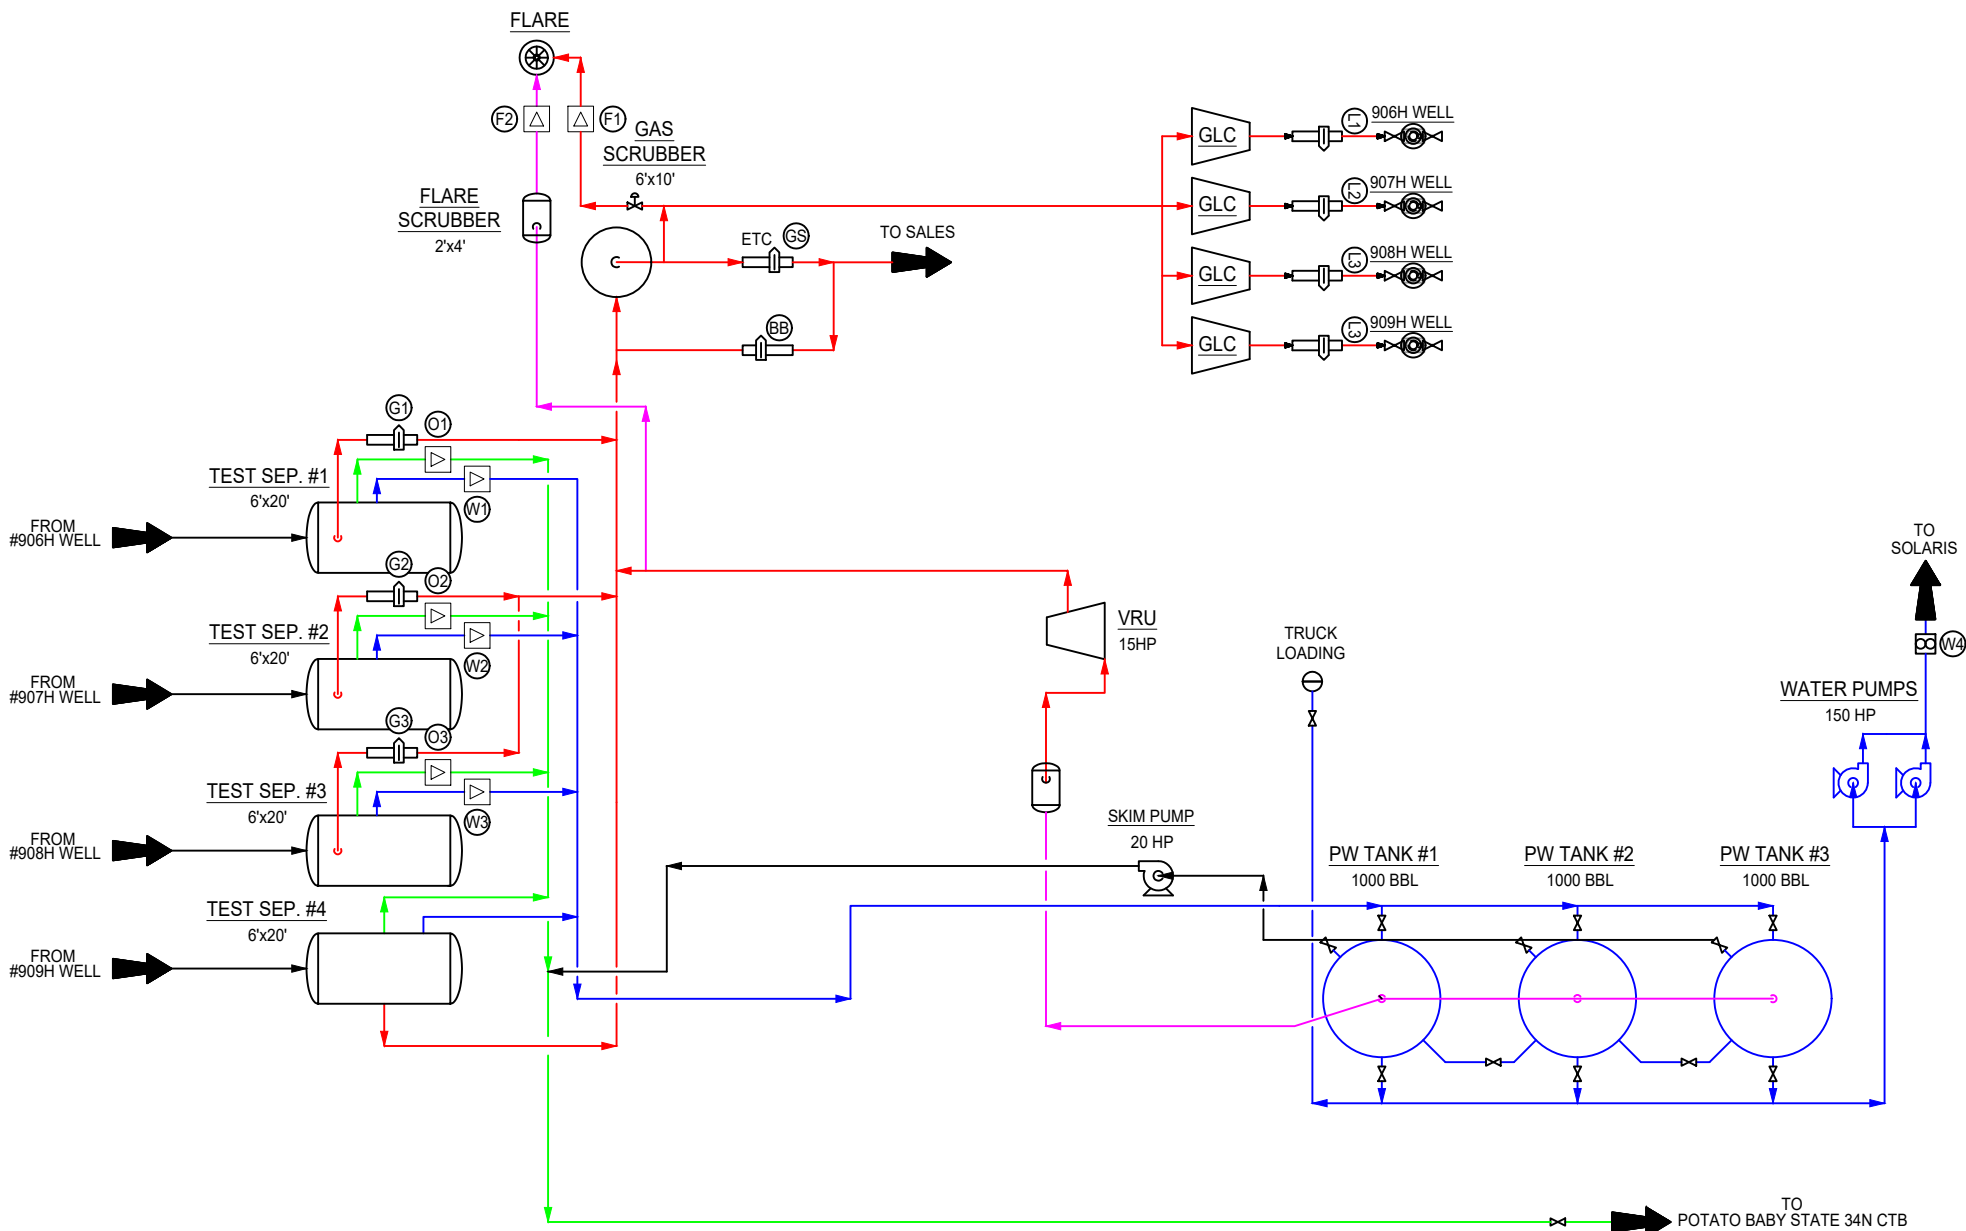 FLARE
F2
F1
GAS
SCRUBBER
6'x10'
FLARE
SCRUBBER
2'x4'
ETC
GS
TO SALES
BB
GLC
L1
906H WELL
GLC
L2
907H WELL
GLC
L3
908H WELL
GLC
L3
909H WELL
G1
O1
TEST SEP. #1
6'x20'
W1
FROM
#906H WELL
G2
O2
TEST SEP. #2
6'x20'
W2
FROM
#907H WELL
G3
O3
TEST SEP. #3
6'x20'
W3
FROM
#908H WELL
TEST SEP. #4
6'x20'
FROM
#909H WELL
VRU
15HP
SKIM PUMP
20 HP
TRUCK
LOADING
TO
SOLARIS
W4
WATER PUMPS
150 HP
PW TANK #1
1000 BBL
PW TANK #2
1000 BBL
PW TANK #3
1000 BBL
TO
POTATO BABY STATE 34N CTB